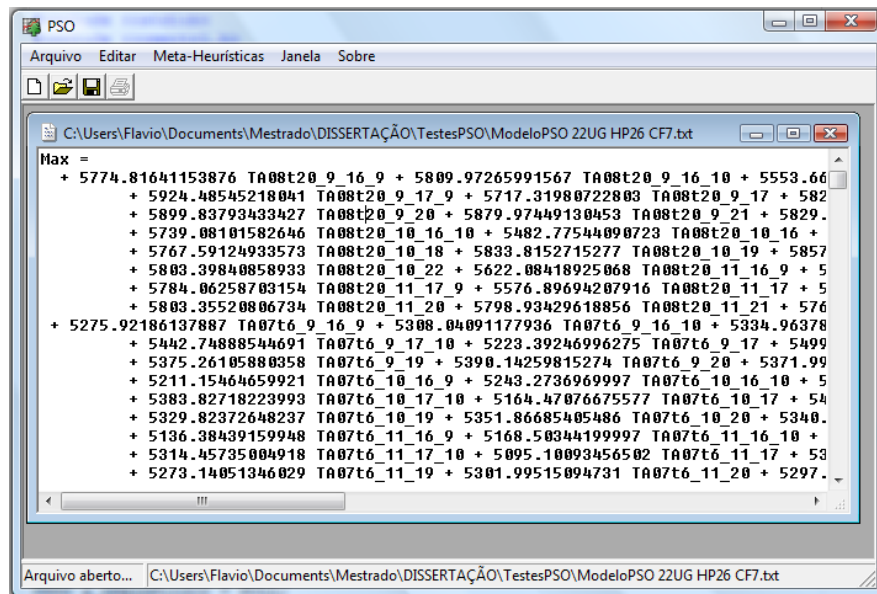 PSO
Arquivo Editar Meta-Heurísticas Janela Sobre
C:\Users\Flavio\Documents\Mestrado\DISSERTAÇÃO\TestesPSO\ModeloPSO 22UG HP26 CF7.txt
Max =
+ 5774.81641153876 TA08t20_9_16_9 + 5809.97265991567 TA08t20_9_16_10 + 5553.66
+ 5924.48545218041 TA08t20_9_17_9 + 5717.31980722803 TA08t20_9_17 + 582
+ 5899.83793433427 TA08t20_9_20 + 5879.97449130453 TA08t20_9_21 + 5829.
+ 5739.08101582646 TA08t20_10_16_10 + 5482.77544090723 TA08t20_10_16 +
+ 5767.59124933573 TA08t20_10_18 + 5833.8152715277 TA08t20_10_19 + 5857
+ 5803.39840858933 TA08t20_10_22 + 5622.08418925068 TA08t20_11_16_9 + 5
+ 5784.06258703154 TA08t20_11_17_9 + 5576.89694207916 TA08t20_11_17 + 5
+ 5803.35520806734 TA08t20_11_20 + 5798.93429618856 TA08t20_11_21 + 576
+ 5275.92186137887 TA07t6_9_16_9 + 5308.04091177936 TA07t6_9_16_10 + 5334.96378
+ 5442.74888544691 TA07t6_9_17_10 + 5223.39246996275 TA07t6_9_17 + 5499
+ 5375.26105880358 TA07t6_9_19 + 5390.14259815274 TA07t6_9_20 + 5371.99
+ 5211.15464659921 TA07t6_10_16_9 + 5243.2736969997 TA07t6_10_16_10 + 5
+ 5383.82718223993 TA07t6_10_17_10 + 5164.47076675577 TA07t6_10_17 + 54
+ 5329.82372648237 TA07t6_10_19 + 5351.86685405486 TA07t6_10_20 + 5340.
+ 5136.38439159948 TA07t6_11_16_9 + 5168.50344199997 TA07t6_11_16_10 +
+ 5314.45735004918 TA07t6_11_17_10 + 5095.10093456502 TA07t6_11_17 + 53
+ 5273.14051346029 TA07t6_11_19 + 5301.99515094731 TA07t6_11_20 + 5297.
Arquivo aberto... C:\Users\Flavio\Documents\Mestrado\DISSERTAÇÃO\TestesPSO\ModeloPSO 22UG HP26 CF7.txt